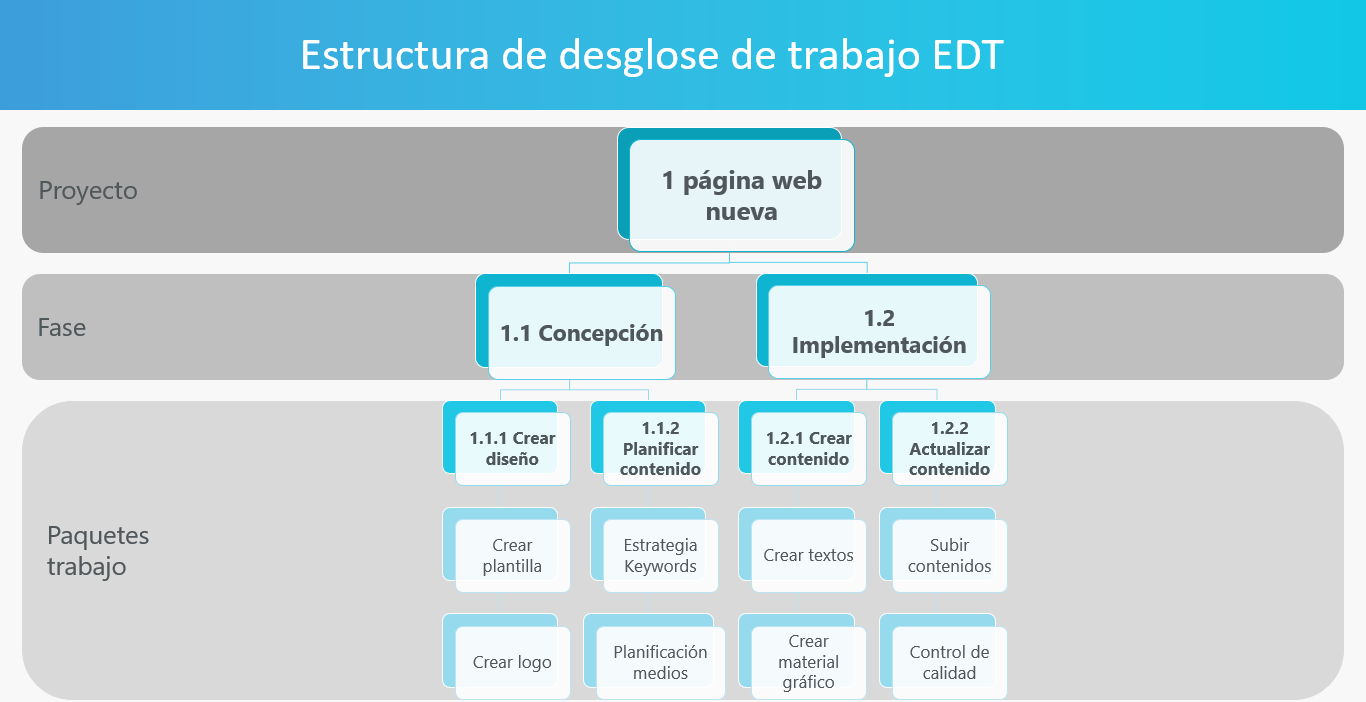 Estructura de desglose de trabajo EDT
Proyecto
1 página web
nueva
Fase
1.1 Concepción
1.2
Implementación
Paquetes
trabajo
1.1.1 Crear
diseño
1.1.2
Planificar
contenido
1.2.1 Crear
contenido
1.2.2
Actualizar
contenido
Crear
plantilla
Estrategia
Keywords
Crear textos
Subir
contenidos
Crear logo
Planificación
medios
Crear
material
gráfico
Control de
calidad